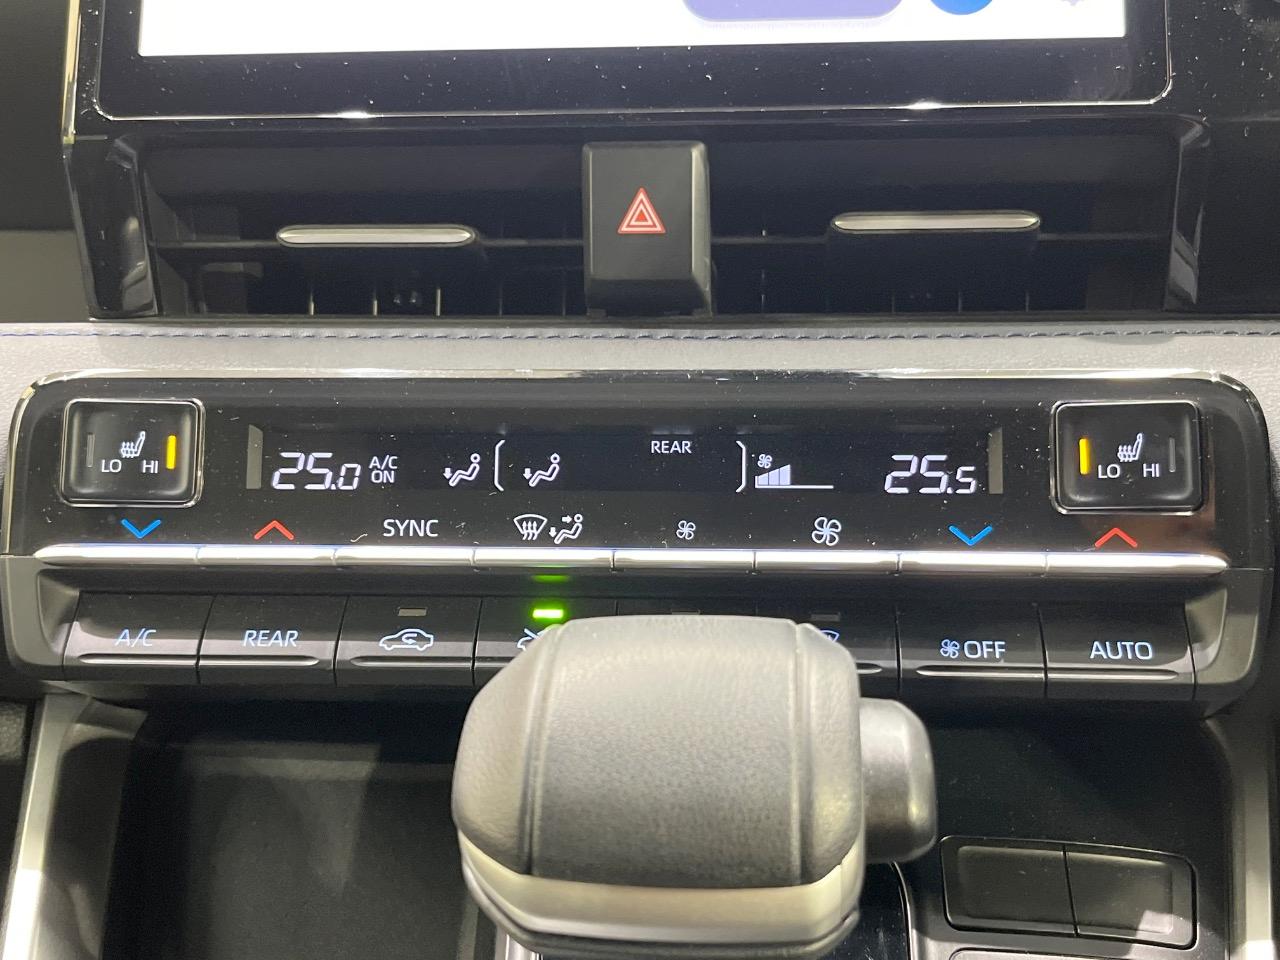 REAR
LO HI
25.0 A/C ON
25.5
LO HI
SYNC
A/C
REAR
OFF
AUTO